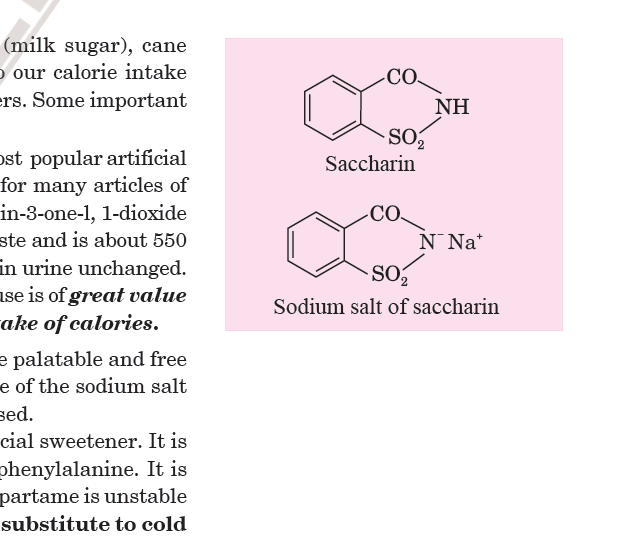 (milk sugar), cane
our calorie intake
ers. Some important
ost popular artificial
for many articles of
in-3-one-l, 1-dioxide
ste and is about 550
in urine unchanged.
use is of great value
ake of calories.
e palatable and free
e of the sodium salt
sed.
cial sweetener. It is
phenylalanine. It is
partame is unstable
substitute to cold
CO
NH
SO₂
Saccharin
CO
N⁻ Na⁺
SO₂
Sodium salt of saccharin